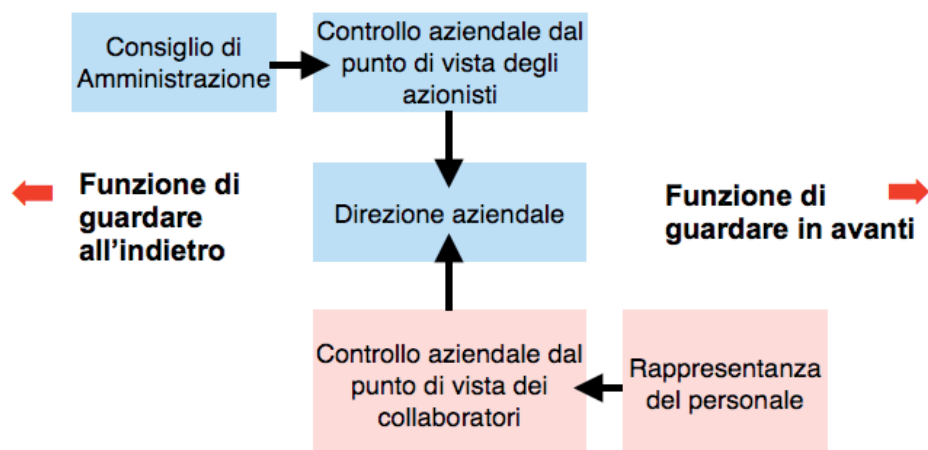 Consiglio di
Amministrazione
Controllo aziendale dal
punto di vista degli
azionisti
Funzione di
guardare
all'indietro
Direzione aziendale
Funzione di
guardare in avanti
Controllo aziendale dal
punto di vista dei
collaboratori
Rappresentanza
del personale